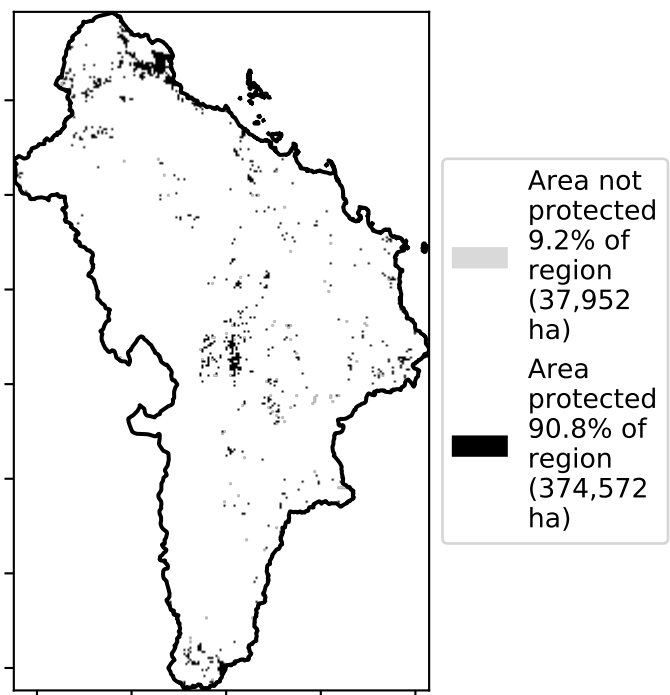 Area not
protected
9.2% of
region
(37,952
ha)
Area
protected
90.8% of
region
(374,572
ha)